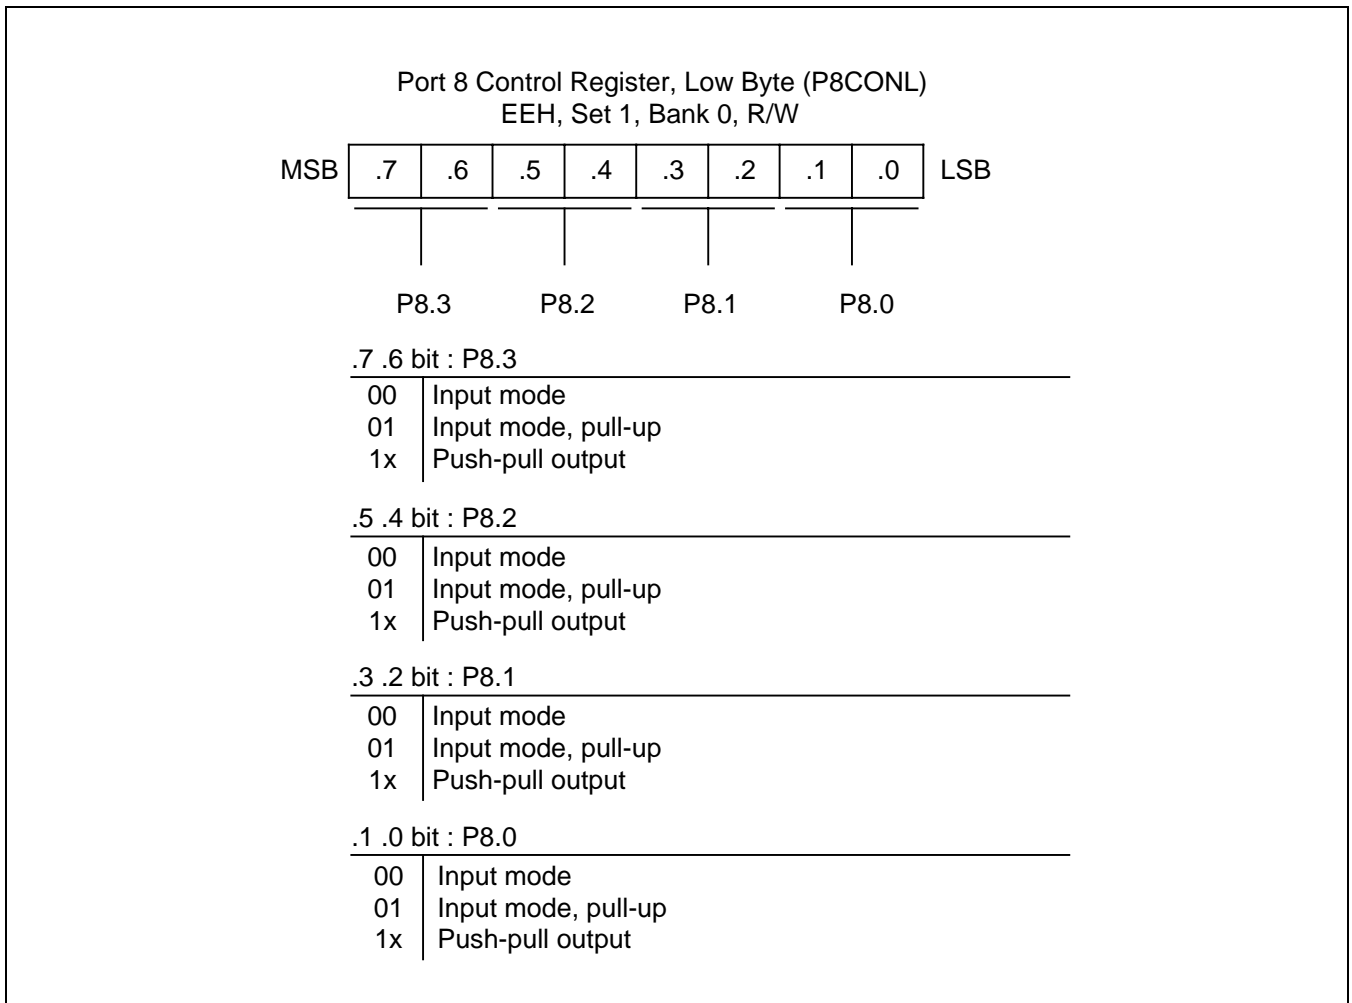 Port 8 Control Register, Low Byte (P8CONL)
EEH, Set 1, Bank 0, R/W
MSB .7 .6 .5 .4 .3 .2 .1 .0 LSB
P8.3 P8.2 P8.1 P8.0
.7 .6 bit : P8.3
00 Input mode
01 Input mode, pull-up
1x Push-pull output
.5 .4 bit : P8.2
00 Input mode
01 Input mode, pull-up
1x Push-pull output
.3 .2 bit : P8.1
00 Input mode
01 Input mode, pull-up
1x Push-pull output
.1 .0 bit : P8.0
00 Input mode
01 Input mode, pull-up
1x Push-pull output